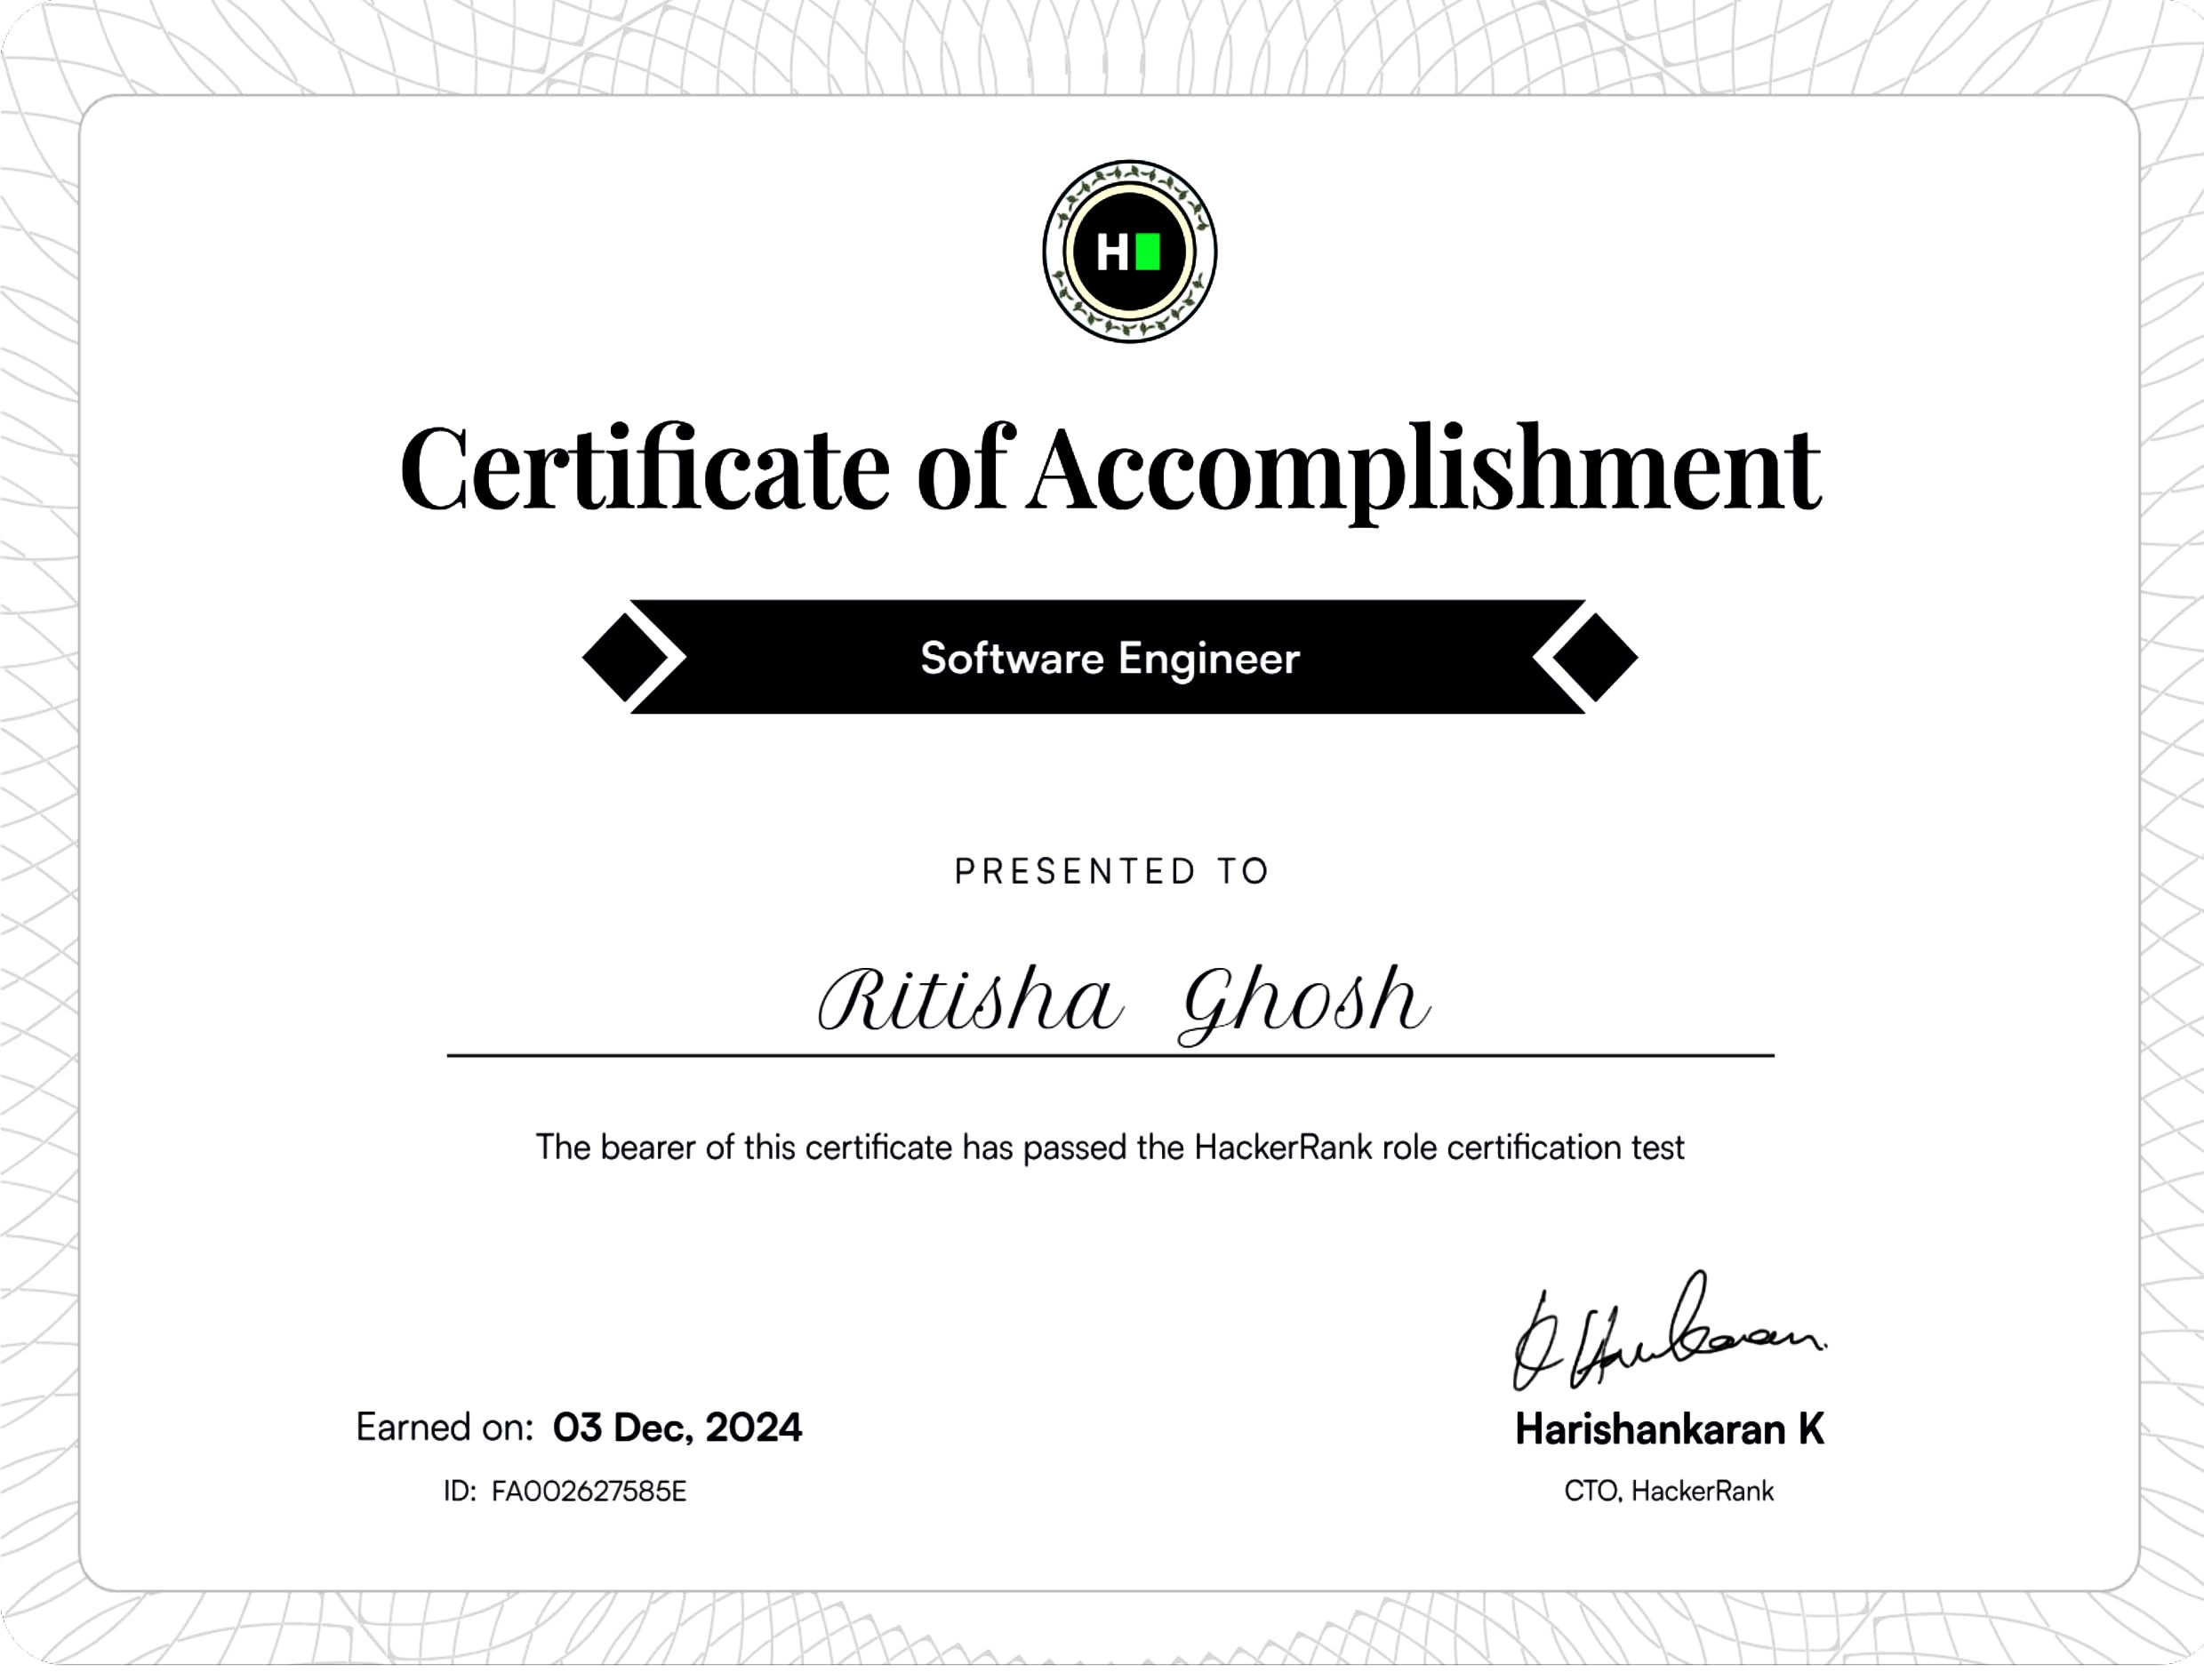 H
Certificate of Accomplishment
Software Engineer
PRESENTED TO
Ritisha Ghosh
The bearer of this certificate has passed the HackerRank role certification test
Earned on: 03 Dec, 2024
ID: FA002627585E
Harishankaran K
CTO, HackerRank